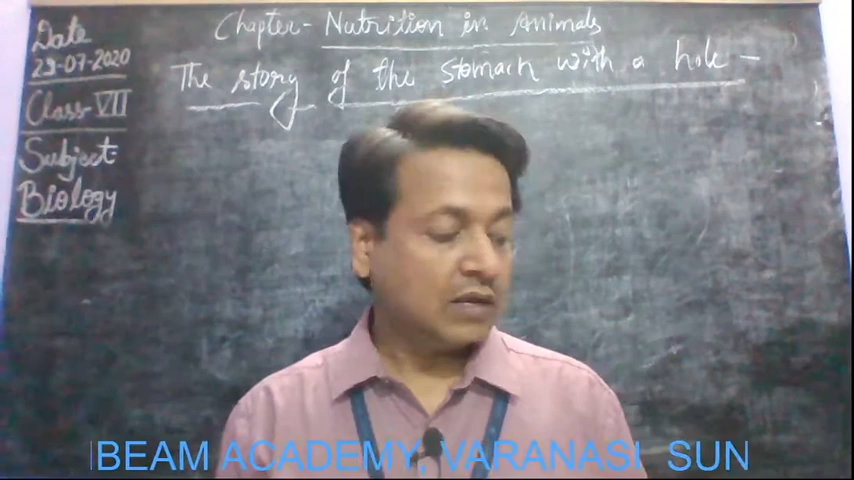 Date
29-07-2020
Class-VII
Subject-
Biology
Chapter- Nutrition in Animals
The story of the stomach with a hole -
BEAM ACADEMY, VARANASI SUN